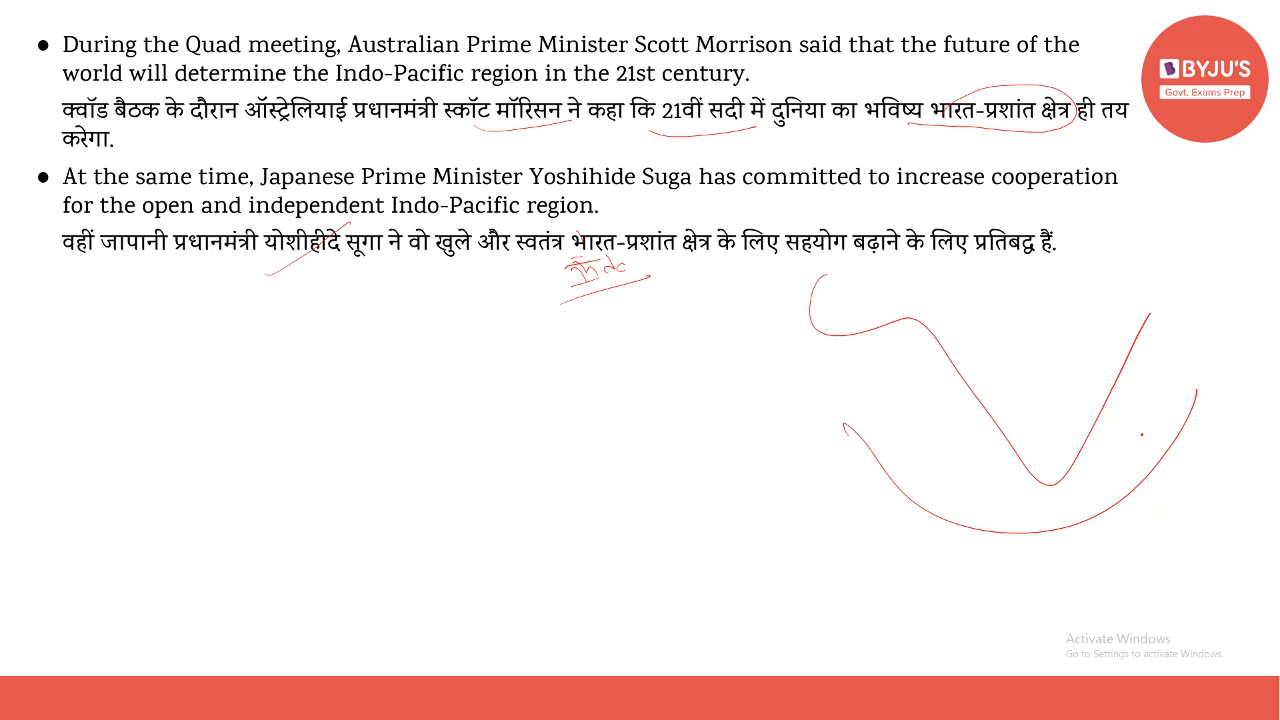 ● During the Quad meeting, Australian Prime Minister Scott Morrison said that the future of the
world will determine the Indo-Pacific region in the 21st century.
क्वॉड बैठक के दौरान ऑस्ट्रेलियाई प्रधानमंत्री स्कॉट मॉरिसन ने कहा कि 21वीं सदी में दुनिया का भविष्य भारत-प्रशांत क्षेत्र ही तय
करेगा.
● At the same time, Japanese Prime Minister Yoshihide Suga has committed to increase cooperation
for the open and independent Indo-Pacific region.
वहीं जापानी प्रधानमंत्री योशीहीदे सूगा ने वो खुले और स्वतंत्र भारत-प्रशांत क्षेत्र के लिए सहयोग बढ़ाने के लिए प्रतिबद्ध हैं.
BYJU'S
Govt. Exams Prep
Activate Windows
Go to Settings to activate Windows.